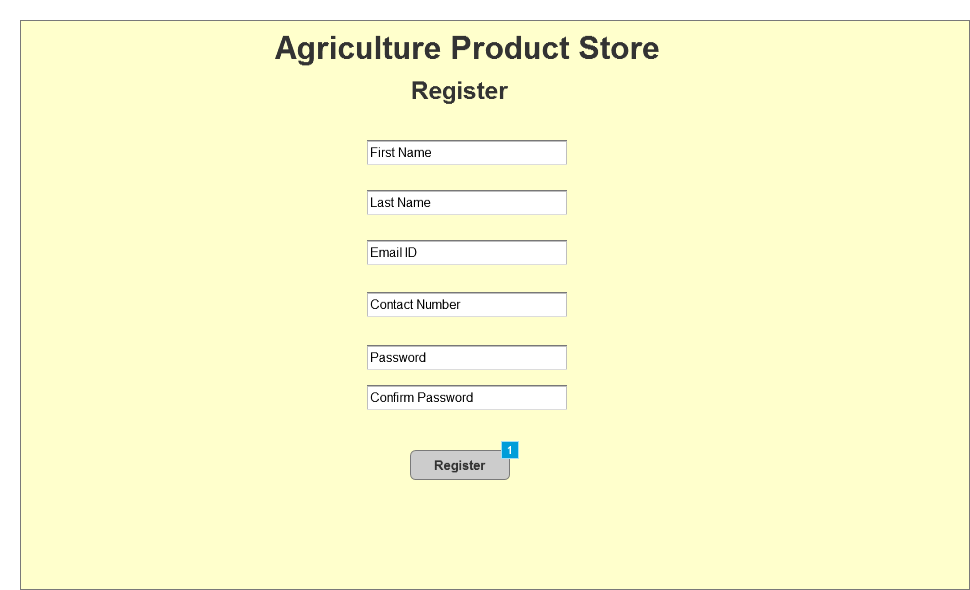 Agriculture Product Store
Register
First Name
Last Name
Email ID
Contact Number
Password
Confirm Password
1
Register